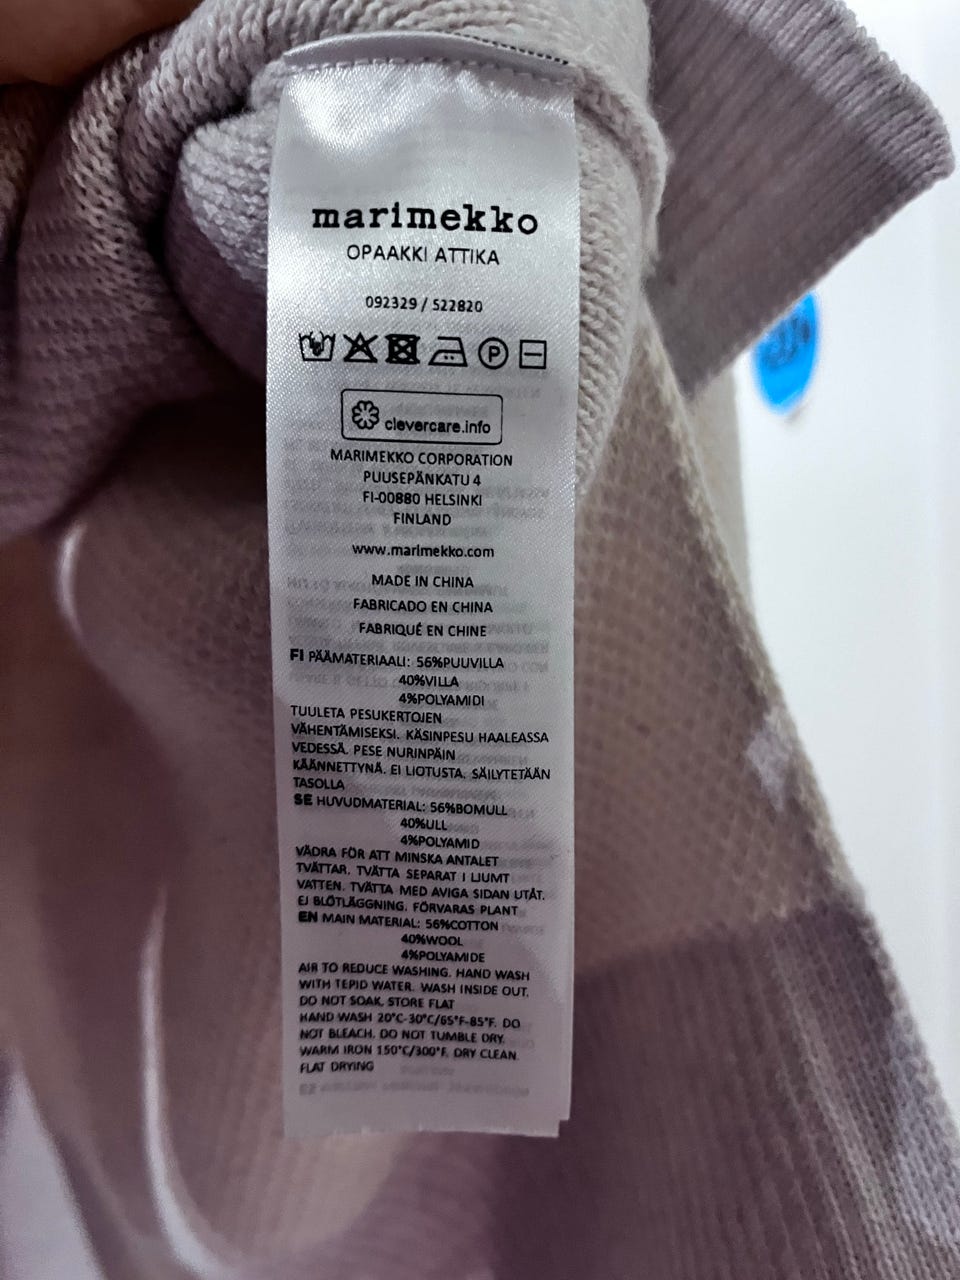 marimekko
OPAAKKI ATTIKA
092329 / 522820
P
clevercare.info
MARIMEKKO CORPORATION
PUUSEPÄNKATU 4
FI-00880 HELSINKI
FINLAND
www.marimekko.com
MADE IN CHINA
FABRICADO EN CHINA
FABRIQUÉ EN CHINE
FI PÄÄMATERIAALI: 56%PUUVILLA
40%VILLA
4%POLYAMIDI
TUULETA PESUKERTOJEN
VÄHENTÄMISEKSI. KÄSINPESU HAALEASSA
VEDESSÄ. PESE NURINPÄIN
KÄÄNNETTYNÄ. EI LIOTUSTA. SÄILYTETÄÄN
TASOLLA
SE HUVUDMATERIAL: 56%BOMULL
40%ULL
4%POLYAMID
VÄDRA FÖR ATT MINSKA ANTALET
TVÄTTAR. TVÄTTA SEPARAT I LJUMT
VATTEN. TVÄTTA MED AVIGA SIDAN UTÅT.
EJ BLÖTLÄGGNING. FÖRVARAS PLANT
EN MAIN MATERIAL: 56%COTTON
40%WOOL
4%POLYAMIDE
AIR TO REDUCE WASHING. HAND WASH
WITH TEPID WATER. WASH INSIDE OUT.
DO NOT SOAK, STORE FLAT
HAND WASH 20°C-30°C/65°F-85°F. DO
NOT BLEACH. DO NOT TUMBLE DRY.
WARM IRON 150°C/300°F. DRY CLEAN.
FLAT DRYING